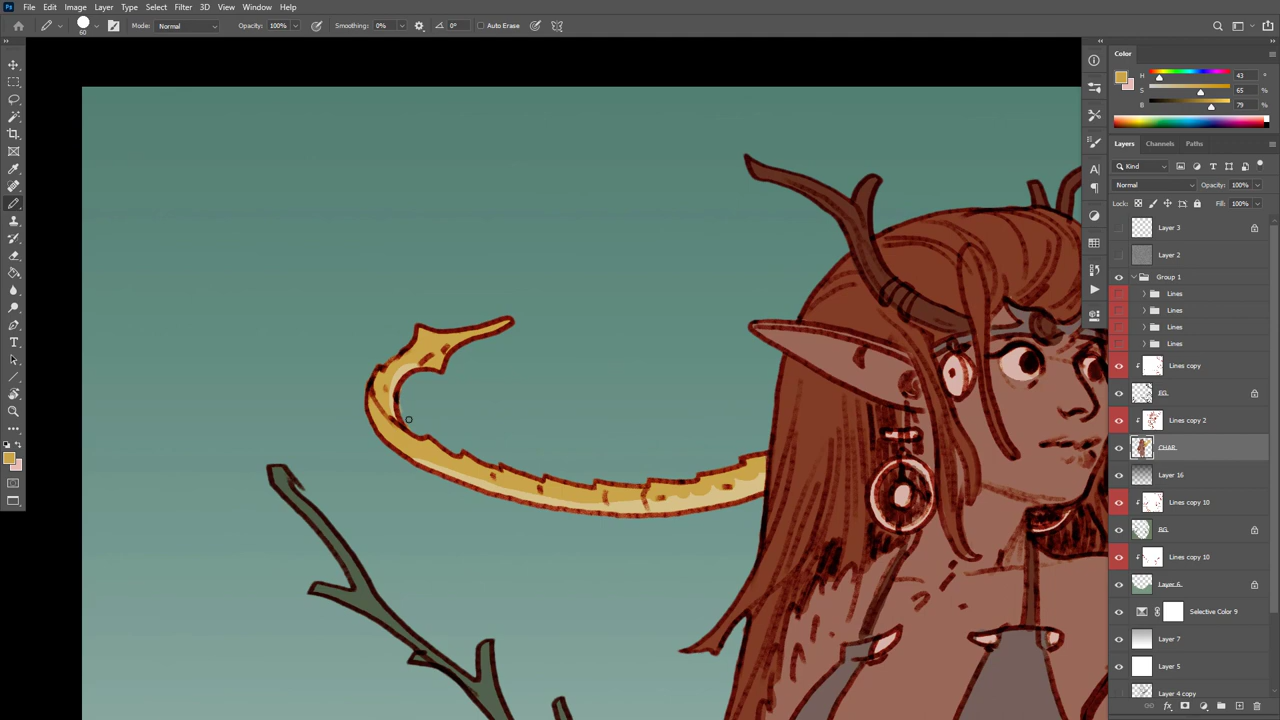 Ps File Edit Image Layer Type Select Filter 3D View Window Help
60 Mode: Normal Opacity: 100% Smoothing: 0% 0° Auto Erase
Color
H 43 °
S 65 %
B 79 %
Layers Channels Paths
Kind
Normal Opacity: 100%
Lock: Fill: 100%
Layer 3
Layer 2
Group 1
Lines
Lines
Lines
Lines
Lines copy
FG
Lines copy 2
CHAR
Layer 16
Lines copy 10
BG
Lines copy 10
Layer 6
Selective Color 9
Layer 7
Layer 5
Layer 4 copy